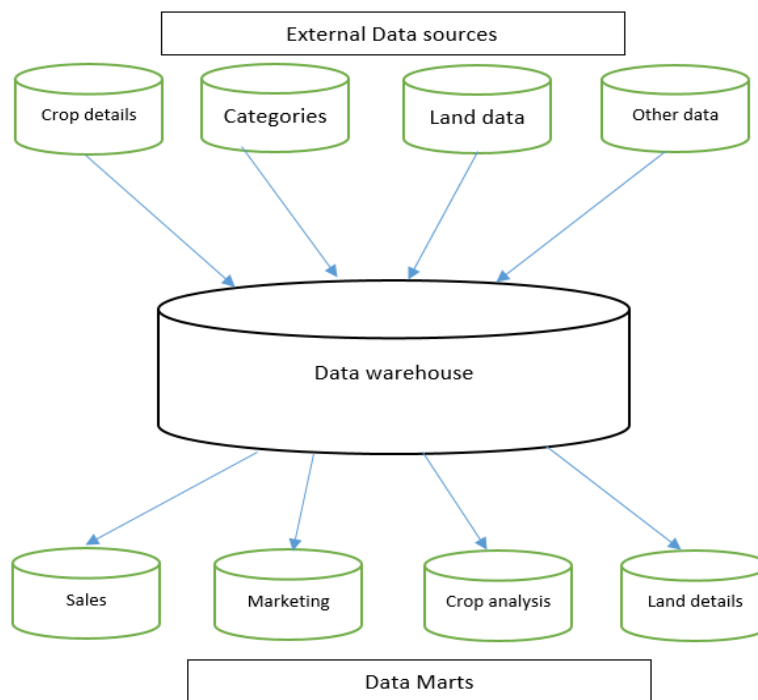 External Data sources
Crop details
Categories
Land data
Other data
Data warehouse
Sales
Marketing
Crop analysis
Land details
Data Marts